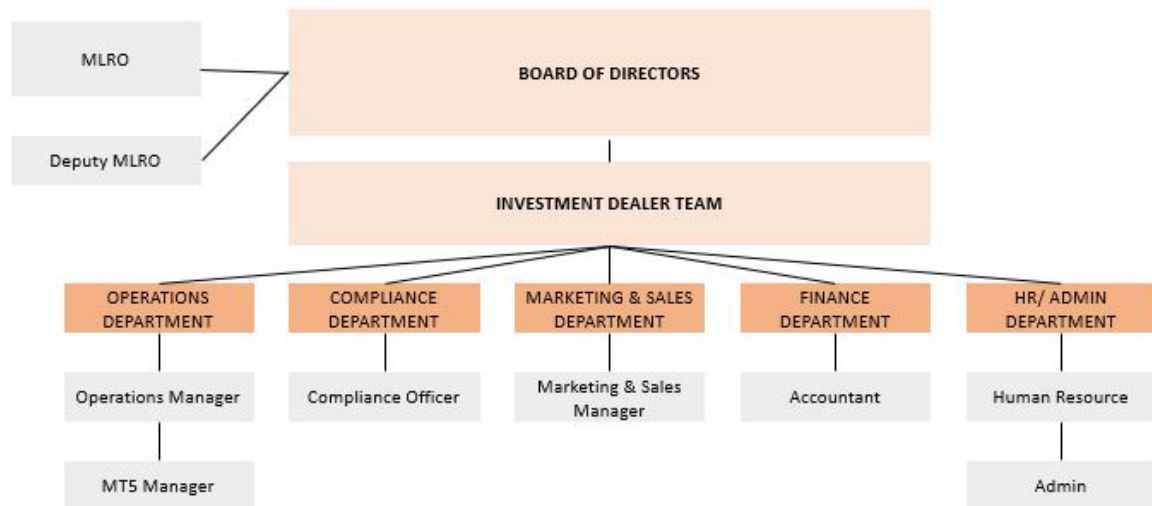 MLRO
BOARD OF DIRECTORS
Deputy MLRO
INVESTMENT DEALER TEAM
OPERATIONS
DEPARTMENT
COMPLIANCE
DEPARTMENT
MARKETING & SALES
DEPARTMENT
FINANCE
DEPARTMENT
HR/ ADMIN
DEPARTMENT
Operations Manager
Compliance Officer
Marketing & Sales
Manager
Accountant
Human Resource
MT5 Manager
Admin